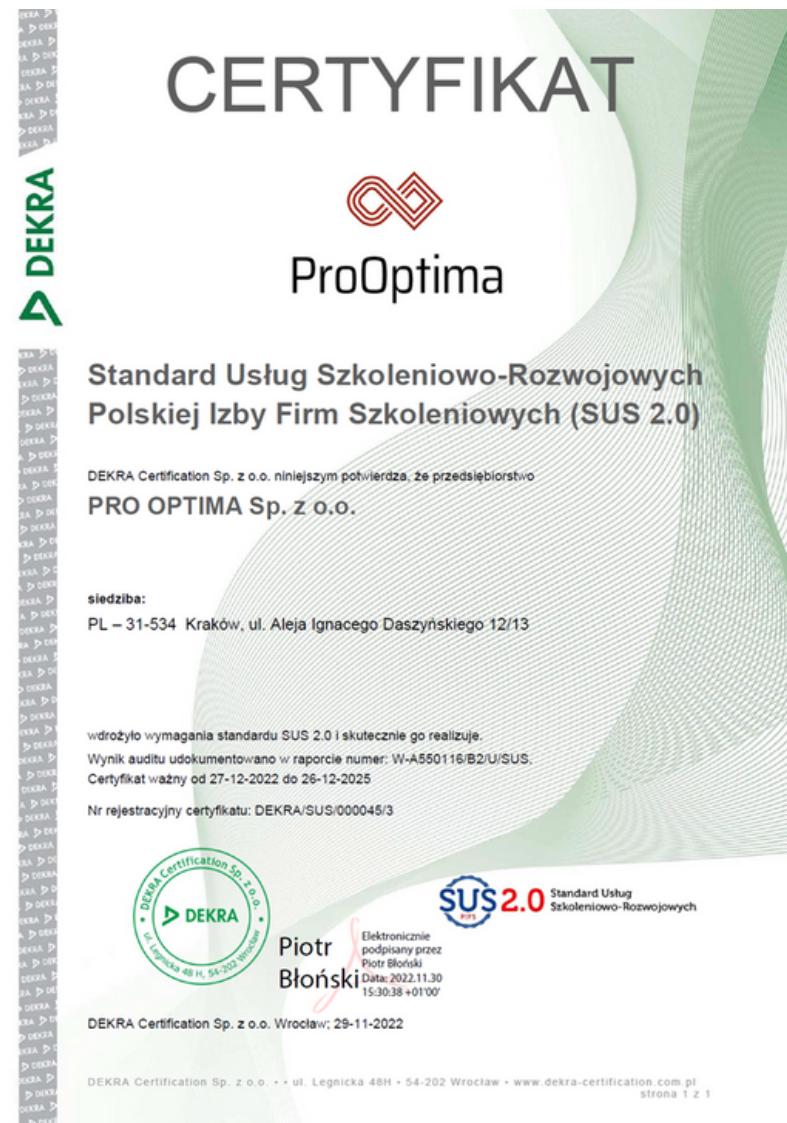 CERTYFIKAT
DEKRA
ProOptima
Standard Usług Szkoleniowo-Rozwojowych
Polskiej Izby Firm Szkoleniowych (SUS 2.0)
DEKRA Certification Sp. z o.o. niniejszym potwierdza, że przedsiębiorstwo
PRO OPTIMA Sp. z o.o.
siedziba:
PL – 31-534 Kraków, ul. Aleja Ignacego Daszyńskiego 12/13
wdrożyło wymagania standardu SUS 2.0 i skutecznie go realizuje.
Wynik auditu udokumentowano w raporcie numer: W-A550116/B2/U/SUS.
Certyfikat ważny od 27-12-2022 do 26-12-2025
Nr rejestracyjny certyfikatu: DEKRA/SUS/000045/3
DEKRA Certification Sp. z o.o.
DEKRA
ul. Legnicka 48 H, 54-202 Wrocław
SUS 2.0
PIFS
Standard Usług
Szkoleniowo-Rozwojowych
Piotr
Błoński
Elektronicznie
podpisany przez
Piotr Błoński
Data: 2022.11.30
15:30:38 +01'00'
DEKRA Certification Sp. z o.o. Wrocław; 29-11-2022
DEKRA Certification Sp. z o.o. • • ul. Legnicka 48H • 54-202 Wrocław • www.dekra-certification.com.pl
strona 1 z 1